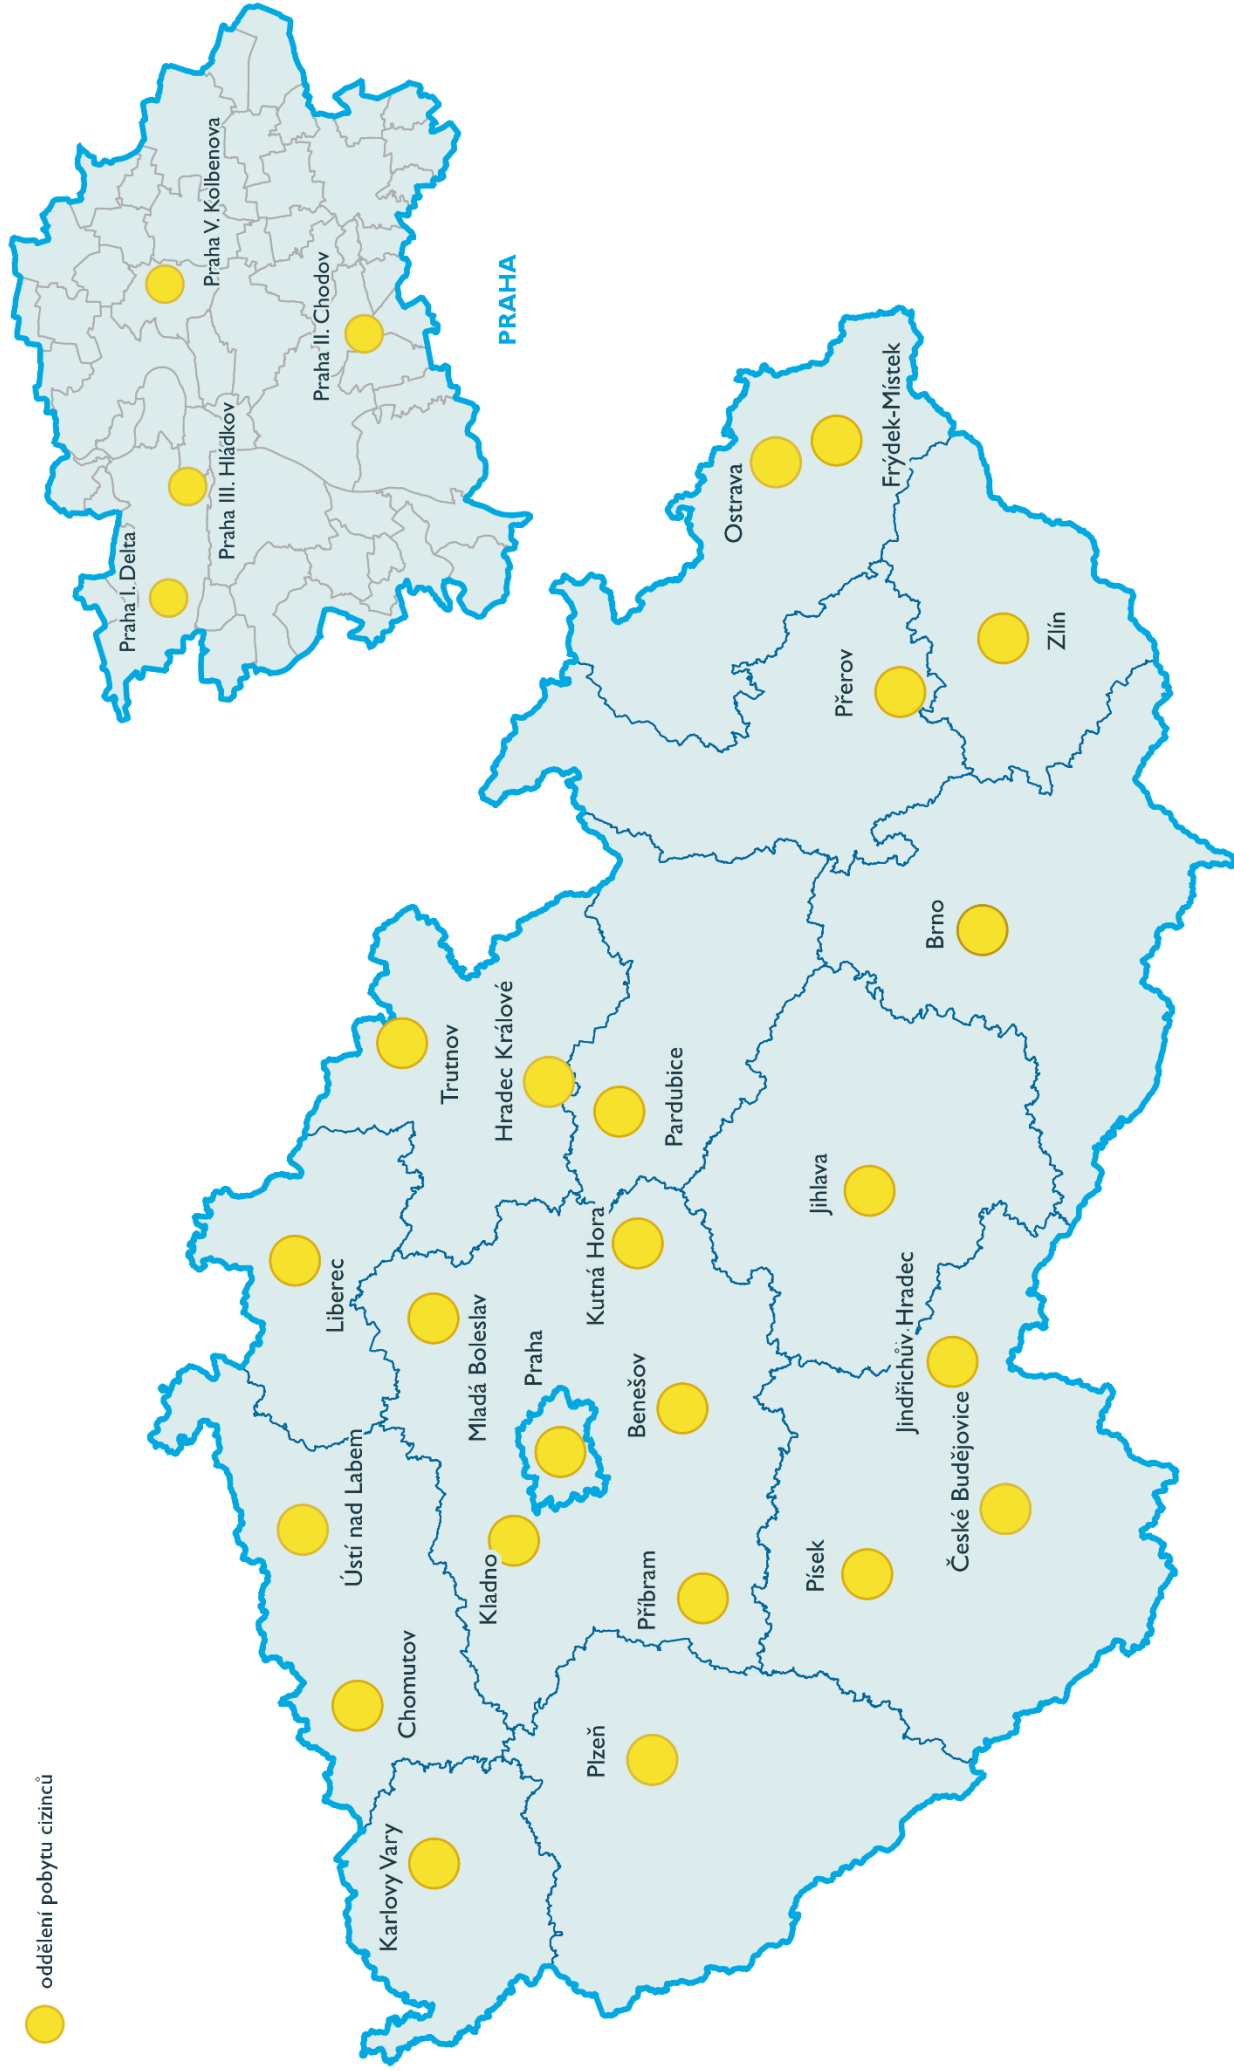 oddělení pobytu cizinců
Praha I. Delta
Praha III. Hládkov
Praha V. Kolbenova
Praha II. Chodov
PRAHA
Karlovy Vary
Chomutov
Ústí nad Labem
Liberec
Trutnov
Hradec Králové
Mladá Boleslav
Praha
Kladno
Kutná Hora
Pardubice
Benešov
Příbram
Plzeň
Písek
České Budějovice
Jindřichův Hradec
Jihlava
Brno
Přerov
Zlín
Ostrava
Frýdek-Místek